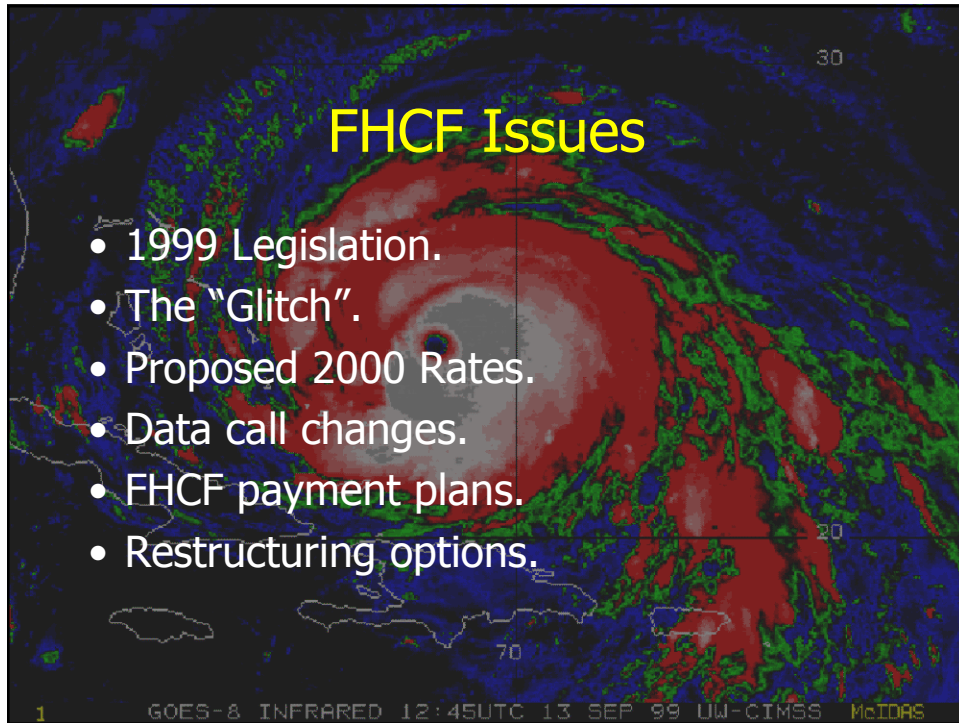 30
FHCF Issues
• 1999 Legislation.
• The “Glitch”.
• Proposed 2000 Rates.
• Data call changes.
• FHCF payment plans.
• Restructuring options.
20
70
1 GOES-8 INFRARED 12:45UTC 13 SEP 99 UW-CIMSS McIDAS